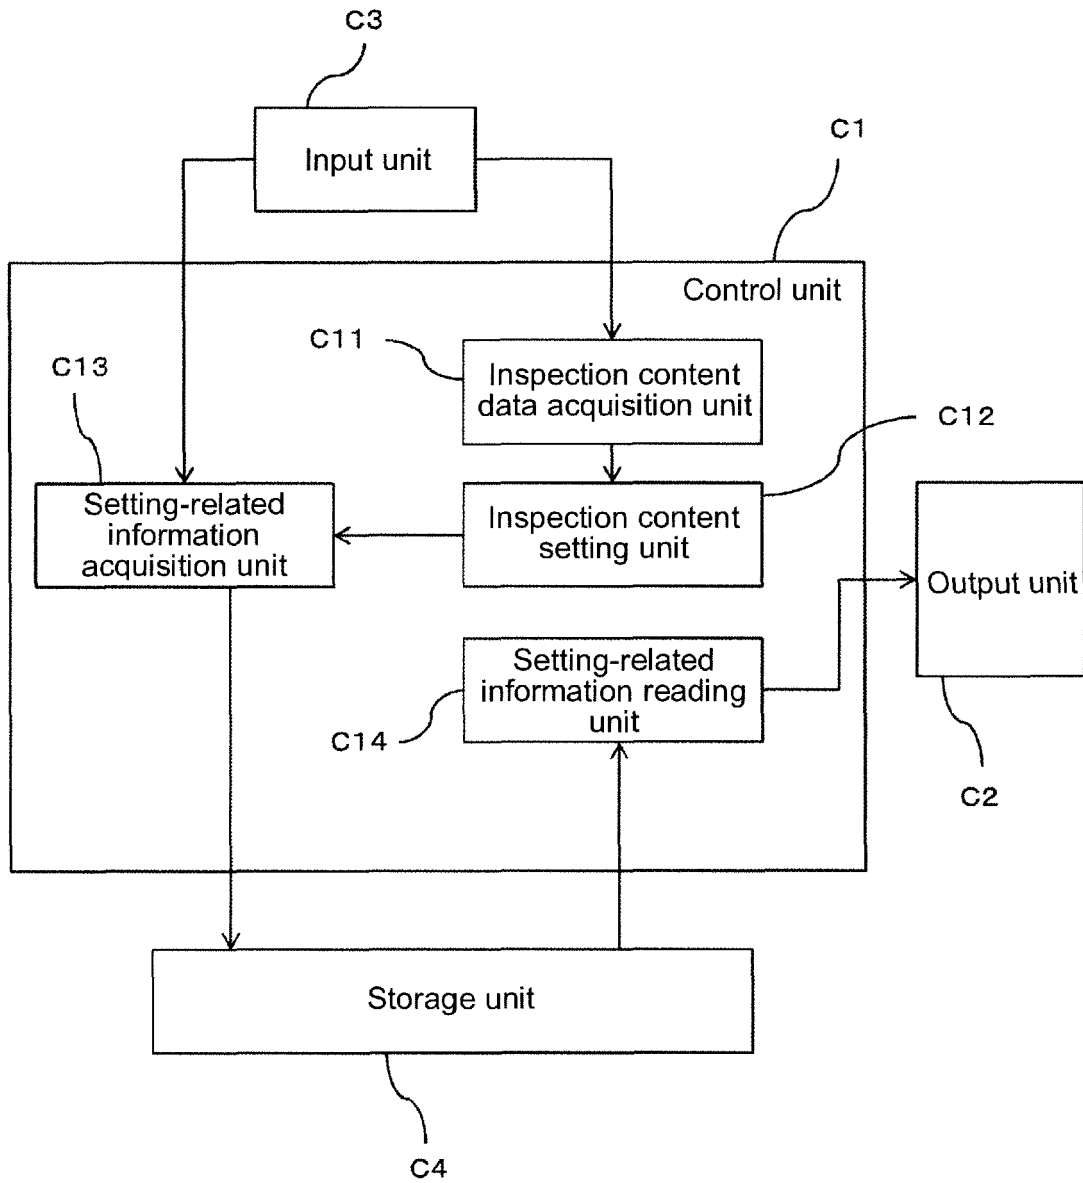 C3
Input unit
C1
Control unit
C11
Inspection content
data acquisition unit
C13
C12
Setting-related
information
acquisition unit
Inspection content
setting unit
Output unit
Setting-related
information reading
unit
C14
C2
Storage unit
C4